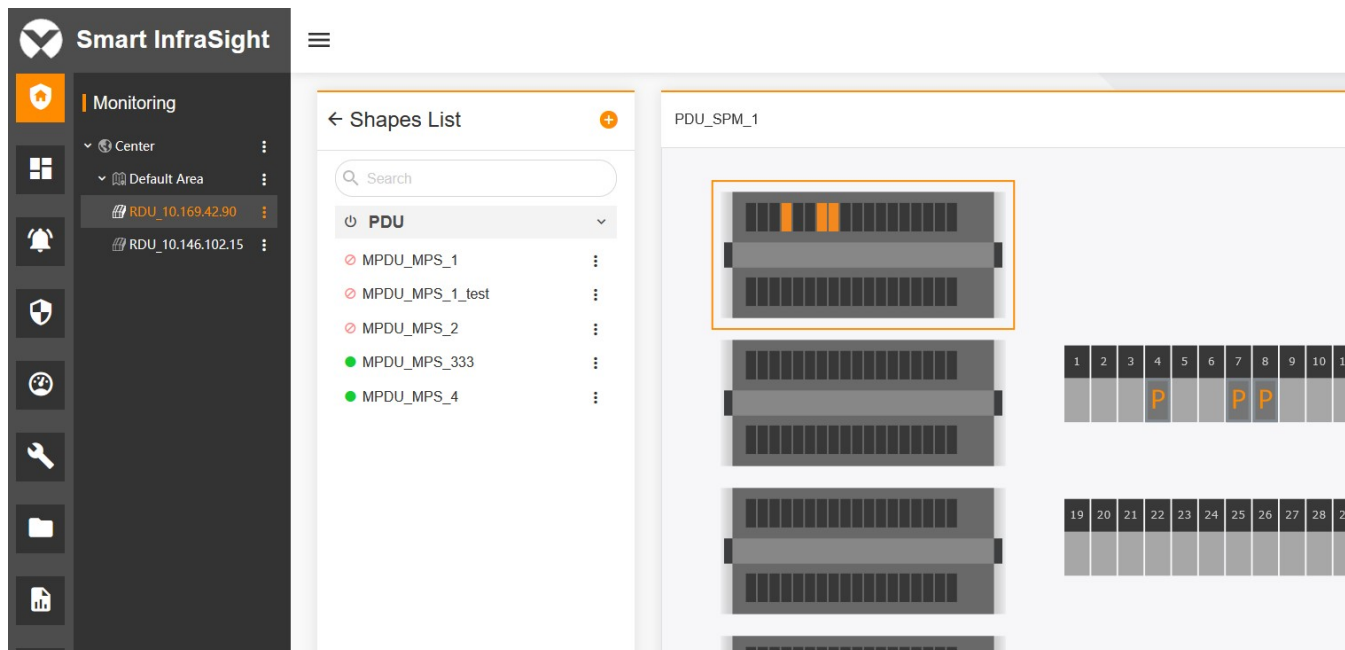 Smart InfraSight
Monitoring
Center
Default Area
RDU_10.169.42.90
RDU_10.146.102.15
Shapes List
Search
PDU
MPDU_MPS_1
MPDU_MPS_1_test
MPDU_MPS_2
MPDU_MPS_333
MPDU_MPS_4
PDU_SPM_1
1 2 3 4 5 6 7 8 9 10
P P P
19 20 21 22 23 24 25 26 27 28